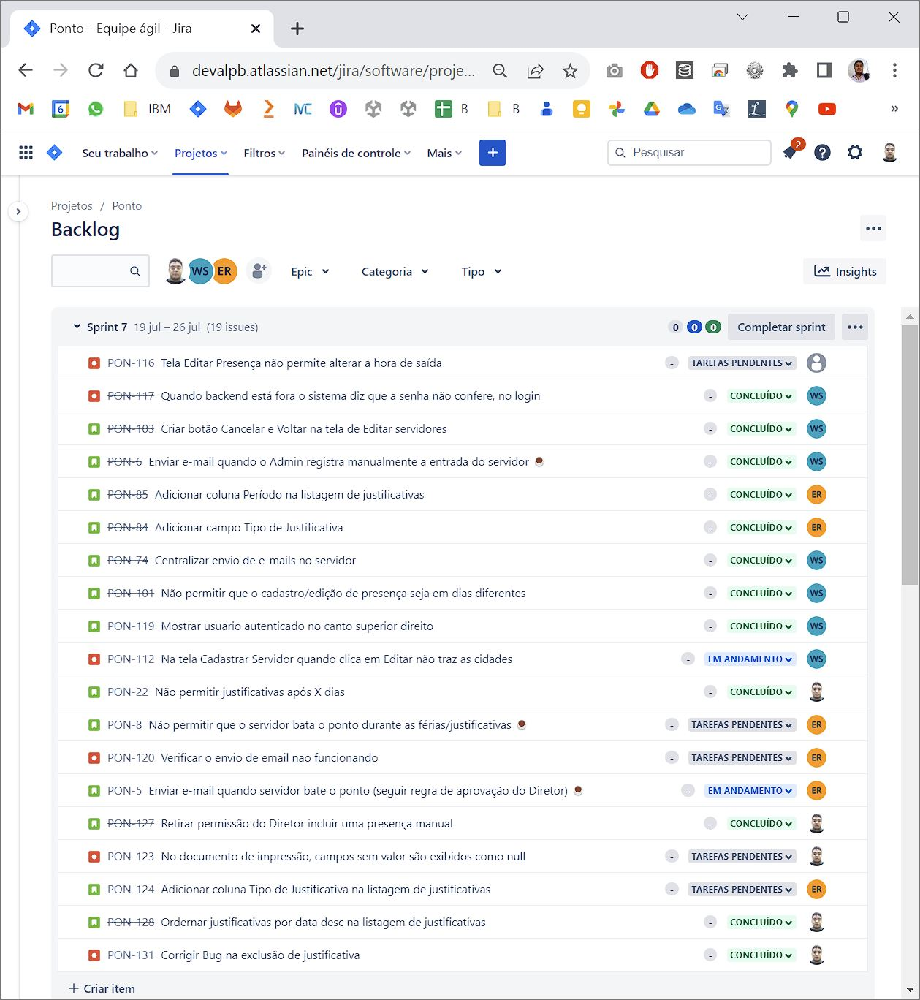 Ponto - Equipe ágil - Jira
devalpb.atlassian.net/jira/software/proje...
6 IBM B B
Seu trabalho Projetos Filtros Painéis de controle Mais + Pesquisar 2
Projetos / Ponto
Backlog
WS ER Epic Categoria Tipo Insights
Sprint 7 19 jul – 26 jul (19 issues) 0 0 0 Completar sprint
PON-116 Tela Editar Presença não permite alterar a hora de saída - TAREFAS PENDENTES
PON-117 Quando backend está fora o sistema diz que a senha não confere, no login - CONCLUÍDO WS
PON-103 Criar botão Cancelar e Voltar na tela de Editar servidores - CONCLUÍDO WS
PON-6 Enviar e-mail quando o Admin registra manualmente a entrada do servidor - CONCLUÍDO WS
PON-85 Adicionar coluna Período na listagem de justificativas - CONCLUÍDO ER
PON-84 Adicionar campo Tipo de Justificativa - CONCLUÍDO ER
PON-74 Centralizar envio de e-mails no servidor - CONCLUÍDO WS
PON-101 Não permitir que o cadastro/edição de presença seja em dias diferentes - CONCLUÍDO WS
PON-119 Mostrar usuario autenticado no canto superior direito - CONCLUÍDO WS
PON-112 Na tela Cadastrar Servidor quando clica em Editar não traz as cidades - EM ANDAMENTO WS
PON-22 Não permitir justificativas após X dias - CONCLUÍDO
PON-8 Não permitir que o servidor bata o ponto durante as férias/justificativas - TAREFAS PENDENTES ER
PON-120 Verificar o envio de email nao funcionando - TAREFAS PENDENTES ER
PON-5 Enviar e-mail quando servidor bate o ponto (seguir regra de aprovação do Diretor) - EM ANDAMENTO ER
PON-127 Retirar permissão do Diretor incluir uma presença manual - CONCLUÍDO
PON-123 No documento de impressão, campos sem valor são exibidos como null - TAREFAS PENDENTES
PON-124 Adicionar coluna Tipo de Justificativa na listagem de justificativas - TAREFAS PENDENTES ER
PON-128 Ordernar justificativas por data desc na listagem de justificativas - CONCLUÍDO
PON-131 Corrigir Bug na exclusão de justificativa - CONCLUÍDO
+ Criar item